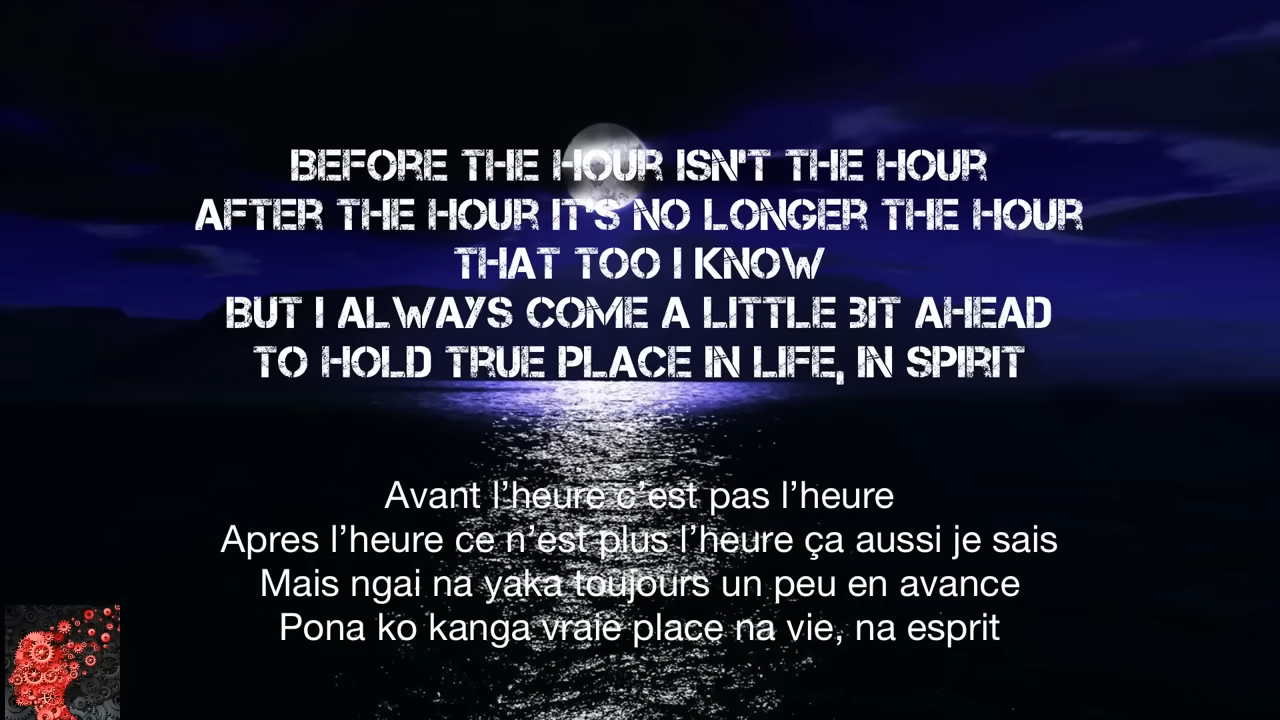 BEFORE THE HOUR ISN'T THE HOUR
AFTER THE HOUR IT'S NO LONGER THE HOUR
THAT TOO I KNOW
BUT I ALWAYS COME A LITTLE BIT AHEAD
TO HOLD TRUE PLACE IN LIFE, IN SPIRIT
Avant l’heure c’est pas l’heure
Apres l’heure ce n’est plus l’heure ça aussi je sais
Mais ngai na yaka toujours un peu en avance
Pona ko kanga vraie place na vie, na esprit